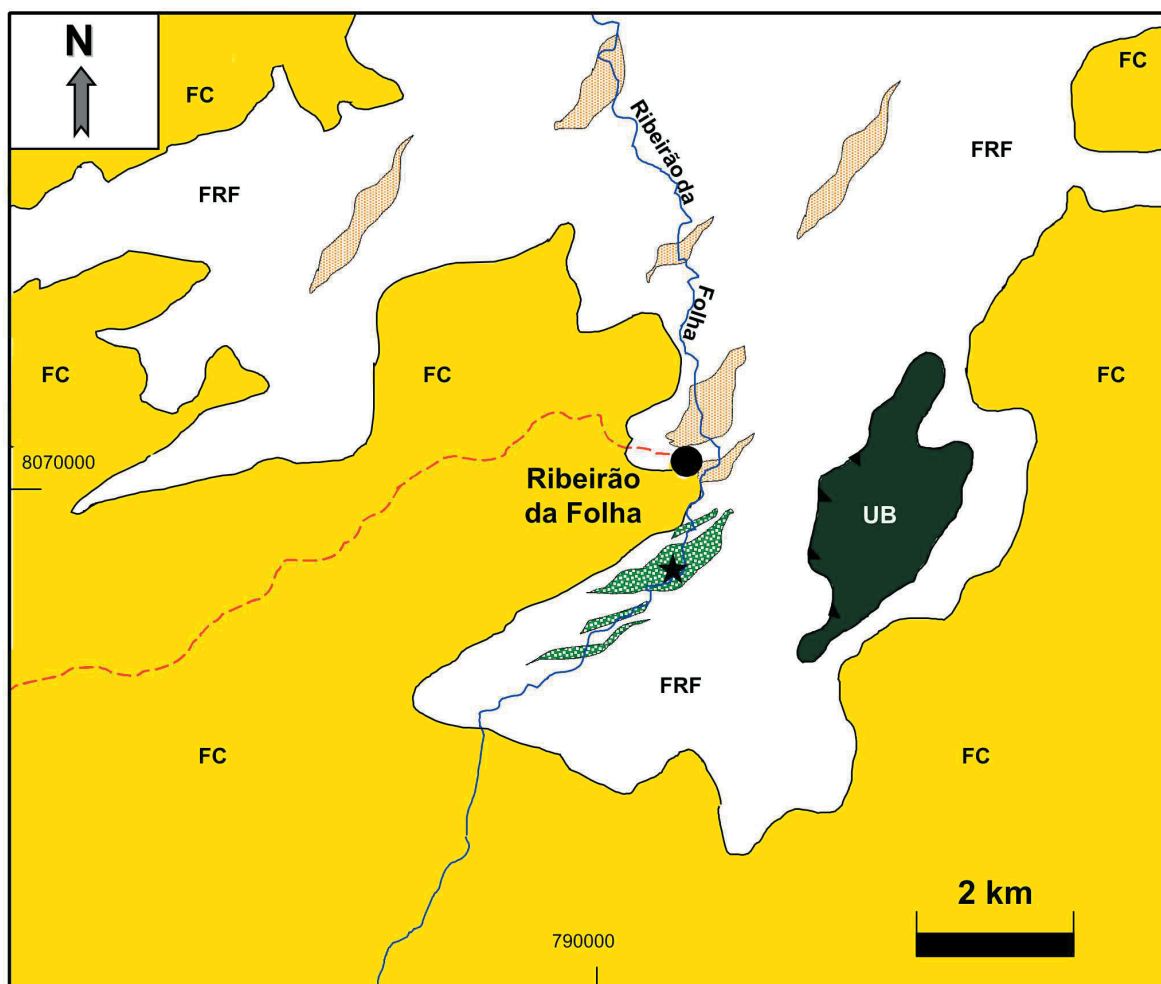 N
FC
FC
FRF
FRF
Ribeirão da
Folha
FC
FC
FC
8070000
Ribeirão
da Folha
UB
FRF
FC
FC
2 km
790000